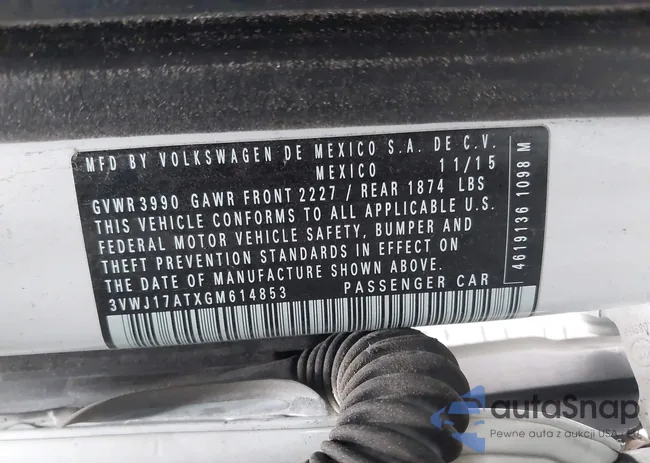 MFD BY VOLKSWAGEN DE MEXICO S.A. DE C.V.
MEXICO 11/15
GVWR 3990 GAWR FRONT 2227 / REAR 1874 LBS
THIS VEHICLE CONFORMS TO ALL APPLICABLE U.S.
FEDERAL MOTOR VEHICLE SAFETY, BUMPER AND
THEFT PREVENTION STANDARDS IN EFFECT ON
THE DATE OF MANUFACTURE SHOWN ABOVE.
3VWJ17ATXGM614853 PASSENGER CAR
4619136 1098 M
autoSnap
Pewne auta z aukcji USA